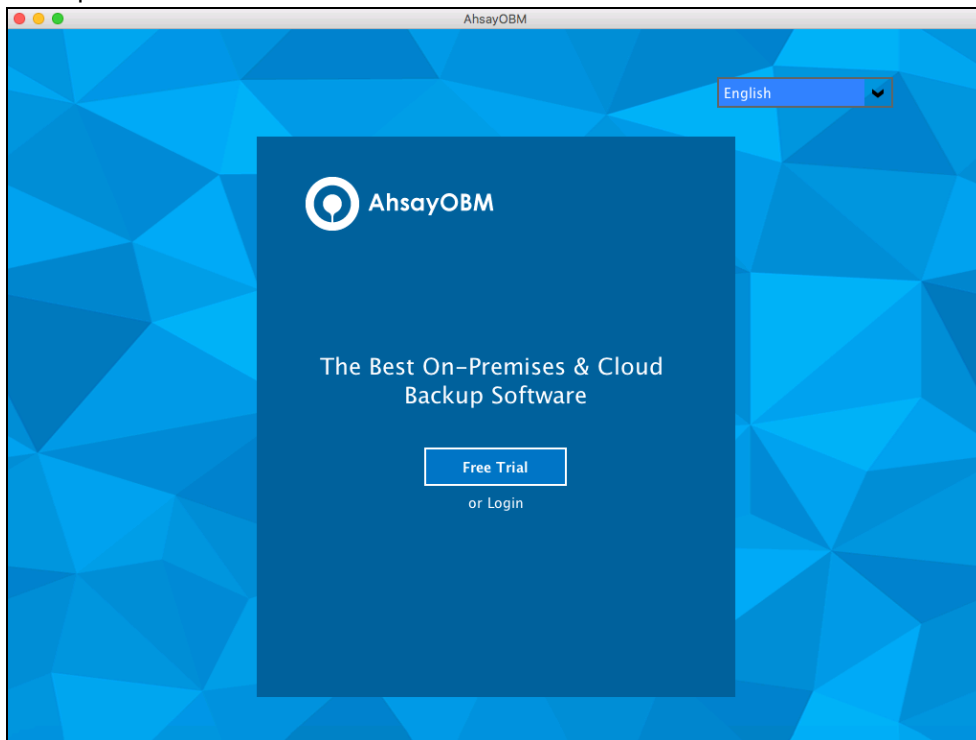 AhsayOBM
English
AhsayOBM
The Best On-Premises & Cloud
Backup Software
Free Trial
or Login